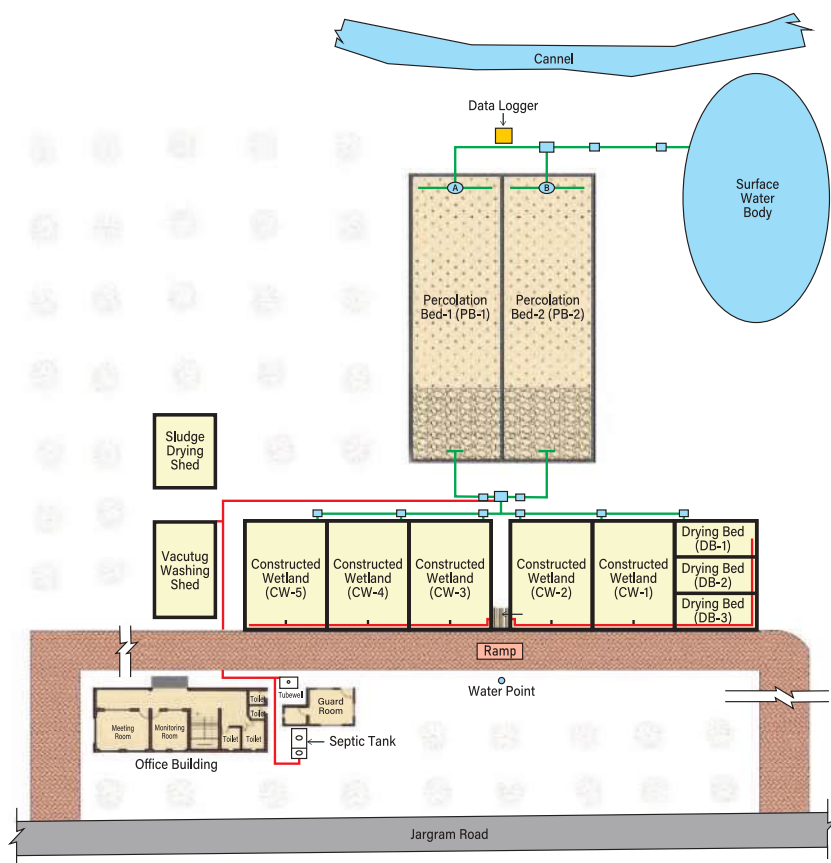 Cannel
Data Logger
A
B
Surface
Water
Body
Percolation
Bed-1 (PB-1)
Percolation
Bed-2 (PB-2)
Sludge
Drying
Shed
Vacutug
Washing
Shed
Constructed
Wetland
(CW-5)
Constructed
Wetland
(CW-4)
Constructed
Wetland
(CW-3)
Constructed
Wetland
(CW-2)
Constructed
Wetland
(CW-1)
Drying Bed
(DB-1)
Drying Bed
(DB-2)
Drying Bed
(DB-3)
Ramp
Water Point
Tubewell
Guard
Room
Toilet
Toilet
Toilet
Toilet
Meeting
Room
Monitoring
Room
Septic Tank
Office Building
Jargram Road